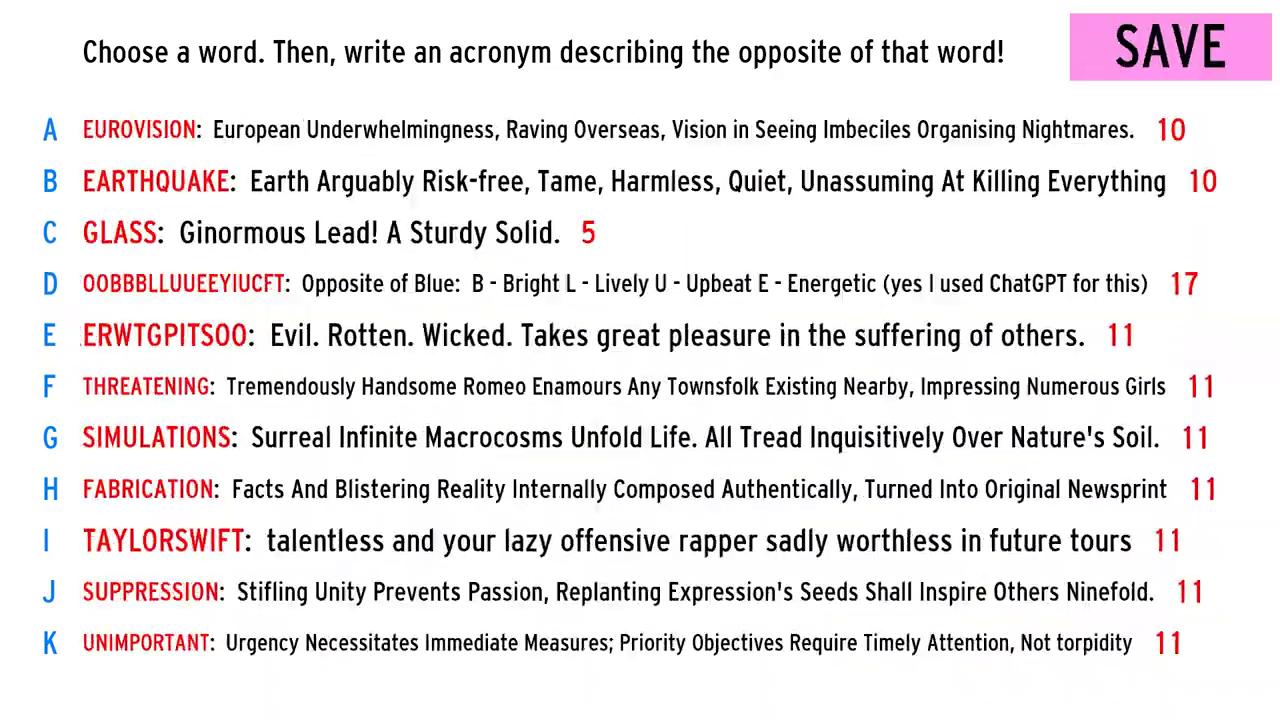 Choose a word. Then, write an acronym describing the opposite of that word! SAVE
A EUROVISION: European Underwhelmingness, Raving Overseas, Vision in Seeing Imbeciles Organising Nightmares. 10
B EARTHQUAKE: Earth Arguably Risk-free, Tame, Harmless, Quiet, Unassuming At Killing Everything 10
C GLASS: Ginormous Lead! A Sturdy Solid. 5
D OOBBBLLUUEEYIUCFT: Opposite of Blue: B - Bright L - Lively U - Upbeat E - Energetic (yes I used ChatGPT for this) 17
E ERWTGPITSOO: Evil. Rotten. Wicked. Takes great pleasure in the suffering of others. 11
F THREATENING: Tremendously Handsome Romeo Enamours Any Townsfolk Existing Nearby, Impressing Numerous Girls 11
G SIMULATIONS: Surreal Infinite Macrocosms Unfold Life. All Tread Inquisitively Over Nature's Soil. 11
H FABRICATION: Facts And Blistering Reality Internally Composed Authentically, Turned Into Original Newsprint 11
I TAYLORSWIFT: talentless and your lazy offensive rapper sadly worthless in future tours 11
J SUPPRESSION: Stifling Unity Prevents Passion, Replanting Expression's Seeds Shall Inspire Others Ninefold. 11
K UNIMPORTANT: Urgency Necessitates Immediate Measures; Priority Objectives Require Timely Attention, Not torpidity 11